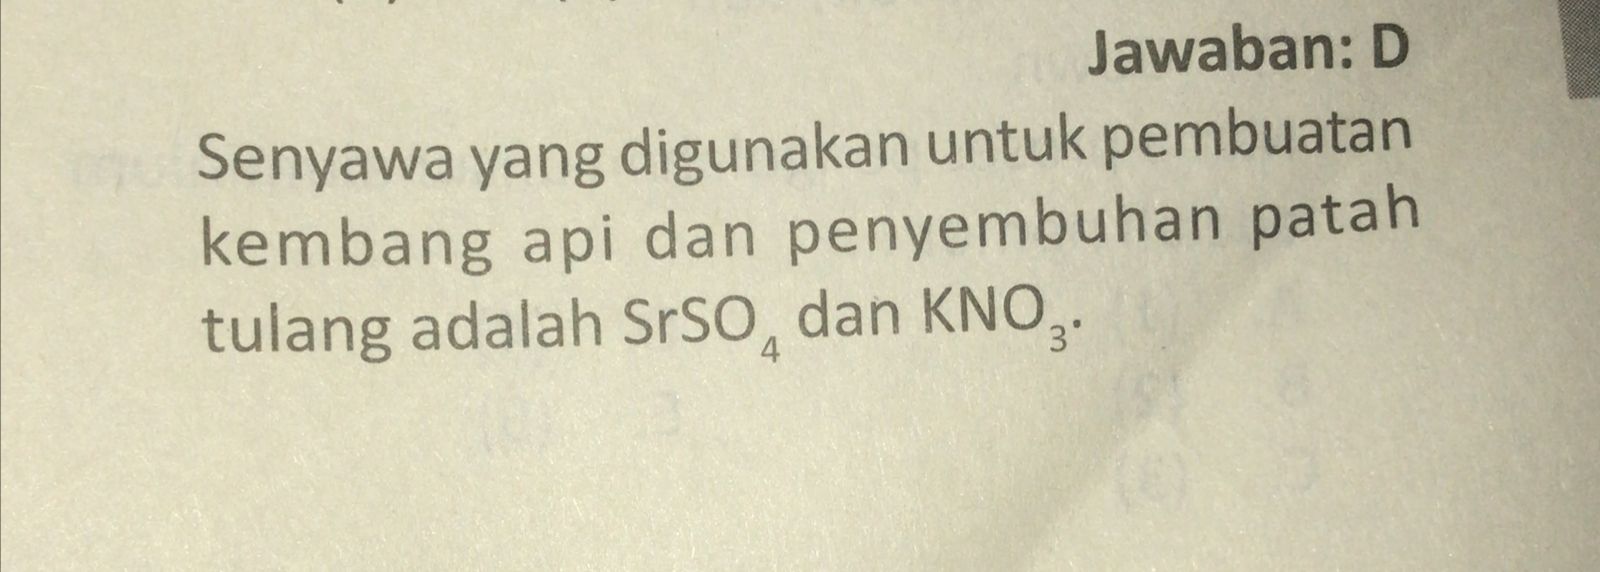 Jawaban: D
Senyawa yang digunakan untuk pembuatan
kembang api dan penyembuhan patah
tulang adalah SrSO₄ dan KNO₃.